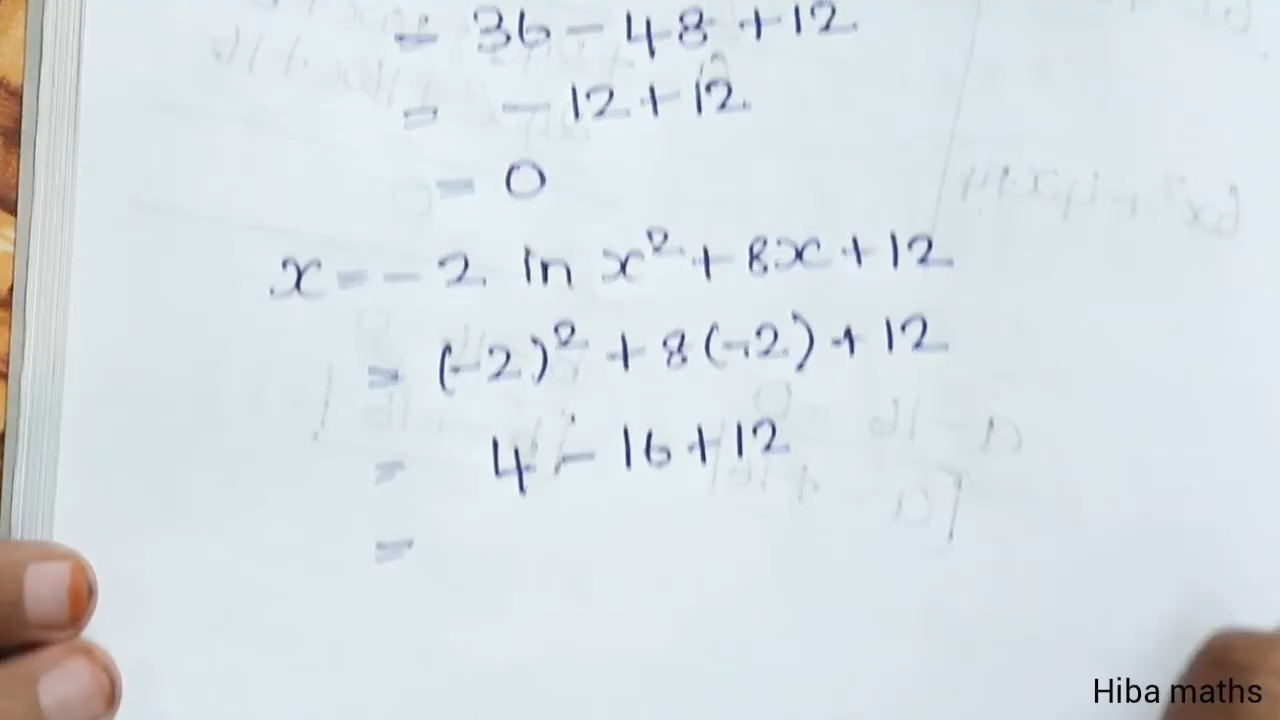 = 36 - 48 + 12
= - 12 + 12
= 0
x = - 2 in x² + 8x + 12
= (-2)² + 8(-2) + 12
= 4 - 16 + 12
=
Hiba maths